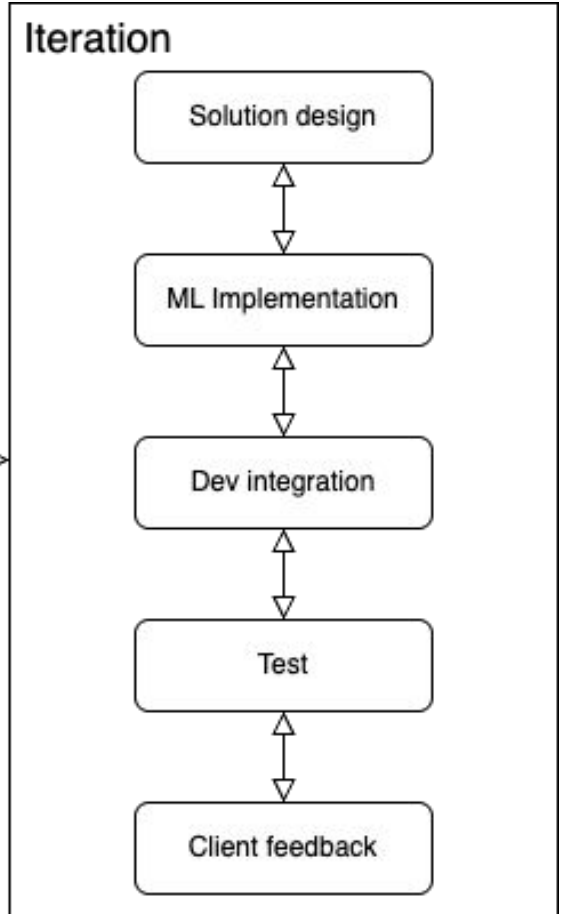 Iteration
Solution design
ML Implementation
Dev integration
Test
Client feedback